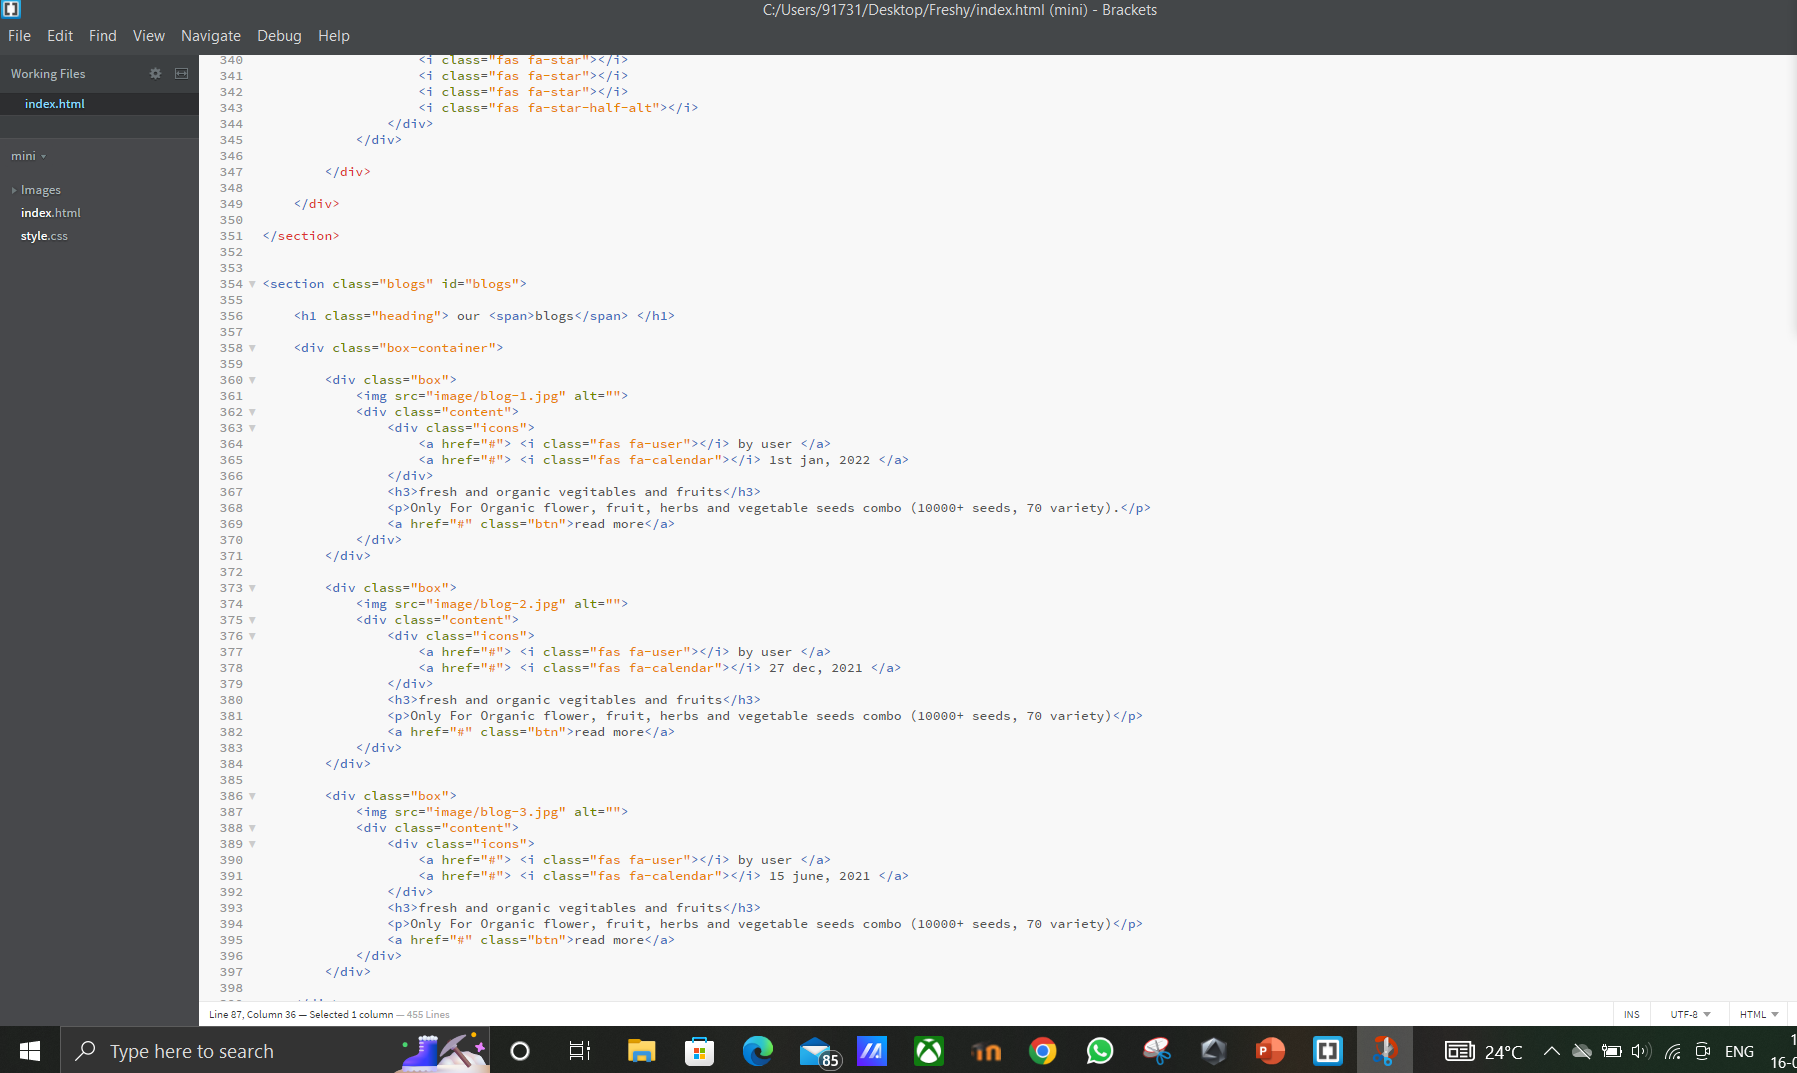 C:/Users/91731/Desktop/Freshy/index.html (mini) - Brackets
File Edit Find View Navigate Debug Help
Working Files
index.html
mini
Images
index.html
style.css
340 <i class="fas fa-star"></i>
341 <i class="fas fa-star"></i>
342 <i class="fas fa-star"></i>
343 <i class="fas fa-star-half-alt"></i>
344 </div>
345 </div>
346
347 </div>
348
349 </div>
350
351 </section>
352
353
354 <section class="blogs" id="blogs">
355
356 <h1 class="heading"> our <span>blogs</span> </h1>
357
358 <div class="box-container">
359
360 <div class="box">
361 <img src="image/blog-1.jpg" alt="">
362 <div class="content">
363 <div class="icons">
364 <a href="#"> <i class="fas fa-user"></i> by user </a>
365 <a href="#"> <i class="fas fa-calendar"></i> 1st jan, 2022 </a>
366 </div>
367 <h3>fresh and organic vegitables and fruits</h3>
368 <p>Only For Organic flower, fruit, herbs and vegetable seeds combo (10000+ seeds, 70 variety).</p>
369 <a href="#" class="btn">read more</a>
370 </div>
371 </div>
372
373 <div class="box">
374 <img src="image/blog-2.jpg" alt="">
375 <div class="content">
376 <div class="icons">
377 <a href="#"> <i class="fas fa-user"></i> by user </a>
378 <a href="#"> <i class="fas fa-calendar"></i> 27 dec, 2021 </a>
379 </div>
380 <h3>fresh and organic vegitables and fruits</h3>
381 <p>Only For Organic flower, fruit, herbs and vegetable seeds combo (10000+ seeds, 70 variety)</p>
382 <a href="#" class="btn">read more</a>
383 </div>
384 </div>
385
386 <div class="box">
387 <img src="image/blog-3.jpg" alt="">
388 <div class="content">
389 <div class="icons">
390 <a href="#"> <i class="fas fa-user"></i> by user </a>
391 <a href="#"> <i class="fas fa-calendar"></i> 15 june, 2021 </a>
392 </div>
393 <h3>fresh and organic vegitables and fruits</h3>
394 <p>Only For Organic flower, fruit, herbs and vegetable seeds combo (10000+ seeds, 70 variety)</p>
395 <a href="#" class="btn">read more</a>
396 </div>
397 </div>
398
Line 87, Column 36 — Selected 1 column — 455 Lines
INS UTF-8 HTML
Type here to search
85
24°C
ENG